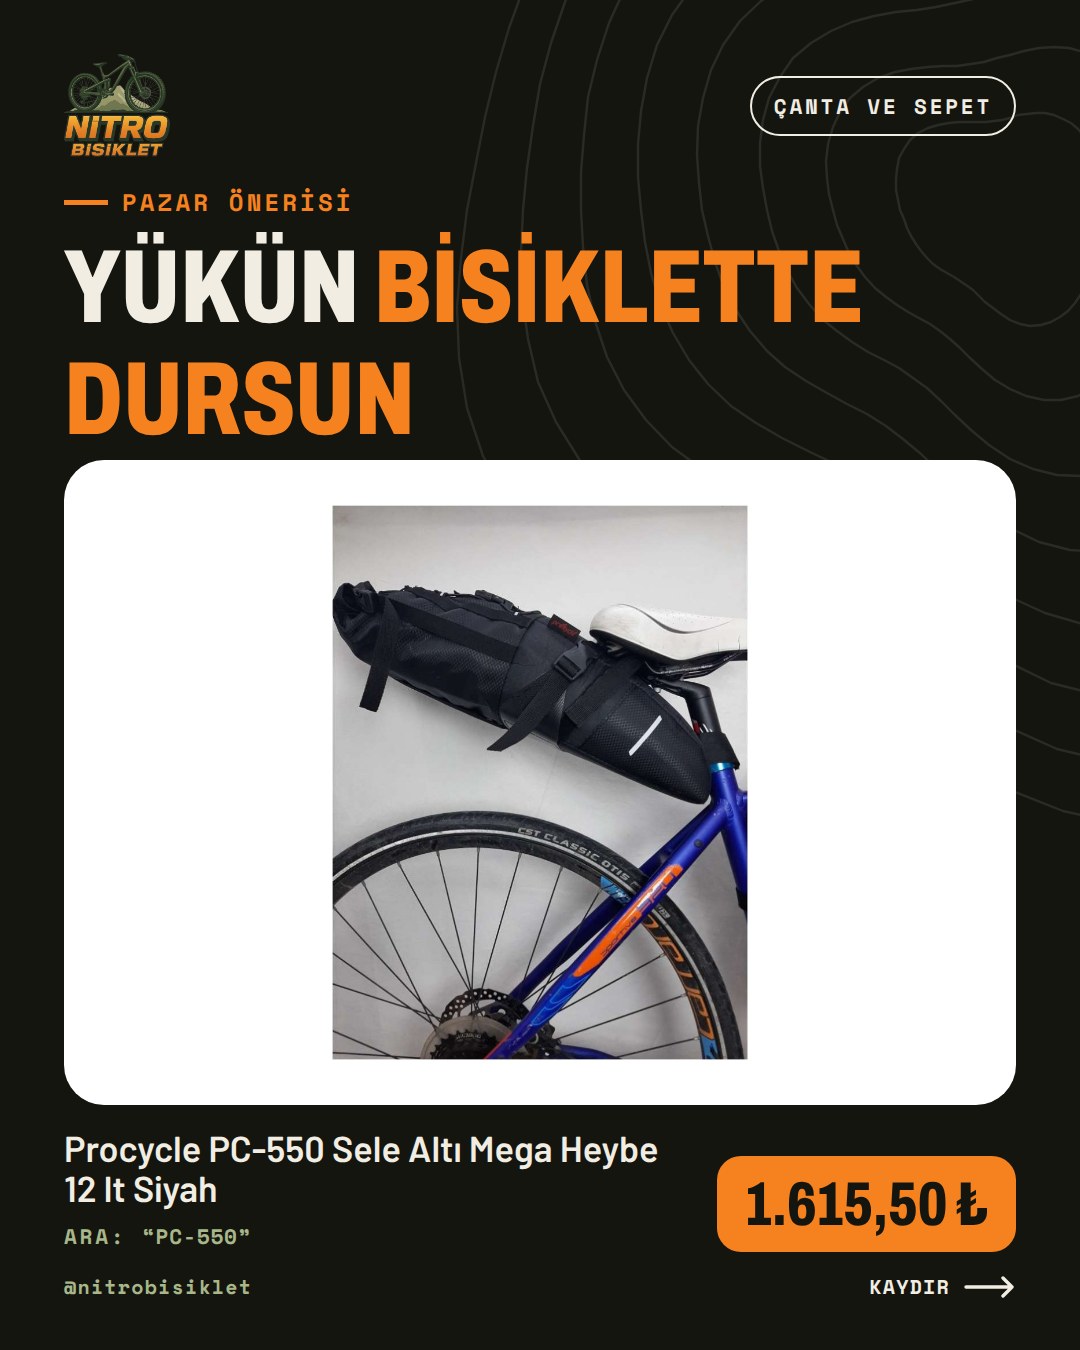 NITRO
BISIKLET
ÇANTA VE SEPET
PAZAR ÖNERİSİ
YÜKÜN BİSİKLETTE
DURSUN
CST CLASSIC OTIS
Procycle PC-550 Sele Altı Mega Heybe
12 lt Siyah
1.615,50 ₺
ARA: “PC-550”
@nitrobisiklet
KAYDIR